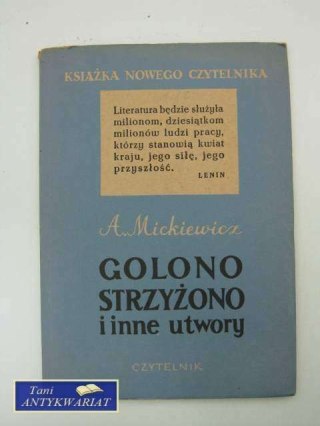 KSIĄŻKA NOWEGO CZYTELNIKA
Literatura będzie służyła
milionom, dziesiątkom
milionów ludzi pracy,
którzy stanowią kwiat
kraju, jego siłę, jego
przyszłość.
LENIN
A. Mickiewicz
GOLONO
STRZYŻONO
i inne utwory
CZYTELNIK
Tani
ANTYKWARIAT